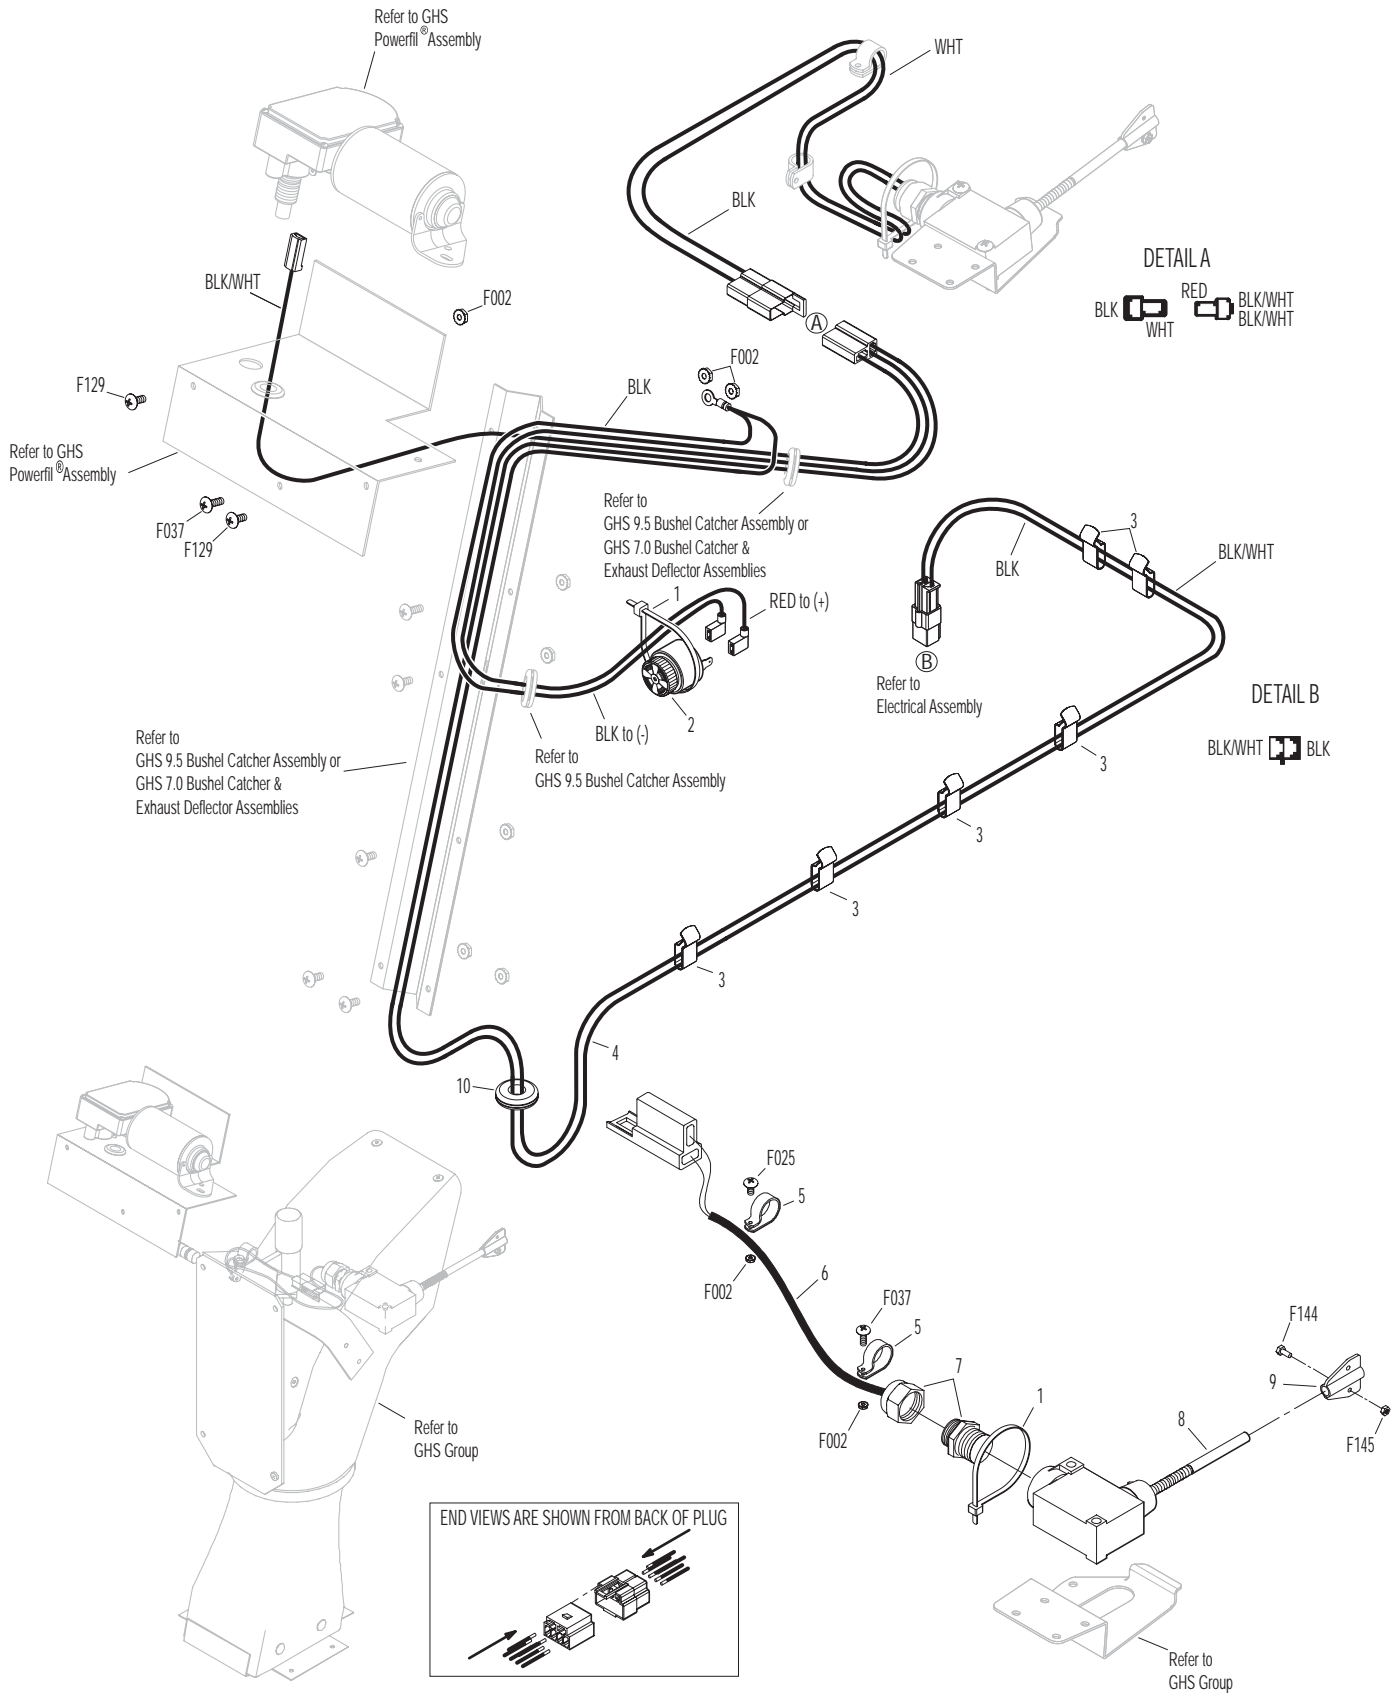 Refer to GHS
Powerfil® Assembly
WHT
BLK
DETAIL A
BLK/WHT
F002
RED
BLK
WHT
BLK/WHT
BLK/WHT
A
F002
F129
BLK
Refer to GHS
Powerfil® Assembly
F037
F129
Refer to
GHS 9.5 Bushel Catcher Assembly or
GHS 7.0 Bushel Catcher &
Exhaust Deflector Assemblies
3
BLK
BLK/WHT
1
RED to (+)
B
Refer to
Electrical Assembly
DETAIL B
2
BLK to (-)
BLK/WHT
BLK
Refer to
GHS 9.5 Bushel Catcher Assembly or
GHS 7.0 Bushel Catcher &
Exhaust Deflector Assemblies
Refer to
GHS 9.5 Bushel Catcher Assembly
3
3
3
3
4
10
F025
5
F002
6
F037
5
F144
7
9
1
8
F002
F145
Refer to
GHS Group
END VIEWS ARE SHOWN FROM BACK OF PLUG
Refer to
GHS Group